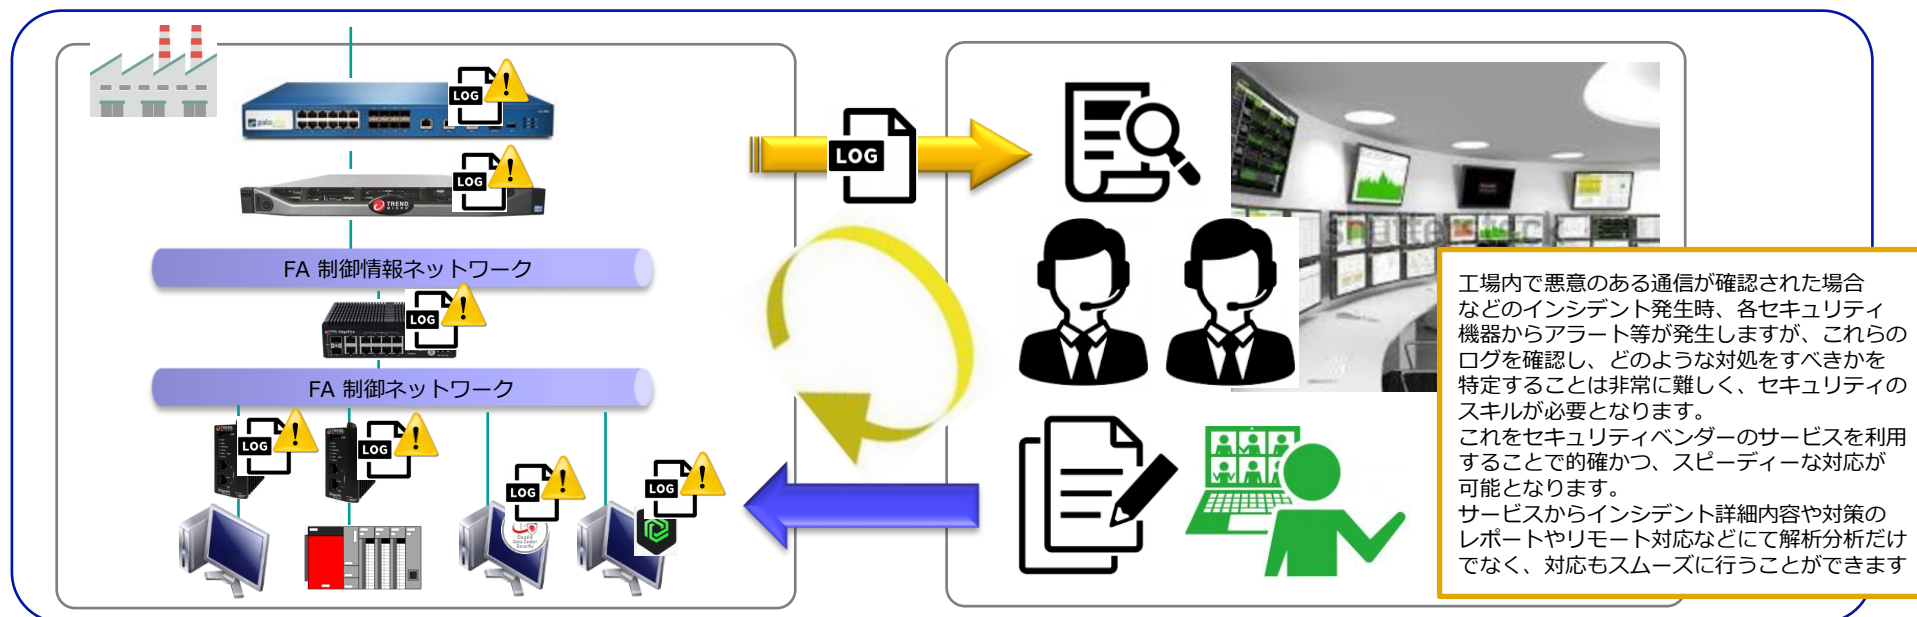 LOG
paloalto
LOG
TREND
MICRO
FA 制御情報ネットワーク
LOG
FA 制御ネットワーク
LOG
LOG
LOG
LOG
Cloud &
Data Center
Security
LOG
工場内で悪意のある通信が確認された場合
などのインシデント発生時、各セキュリティ
機器からアラート等が発生しますが、これらの
ログを確認し、どのような対処をすべきかを
特定することは非常に難しく、セキュリティの
スキルが必要となります。
これをセキュリティベンダーのサービスを利用
することで的確かつ、スピーディーな対応が
可能となります。
サービスからインシデント詳細内容や対策の
レポートやリモート対応などにて解析分析だけ
でなく、対応もスムーズに行うことができます